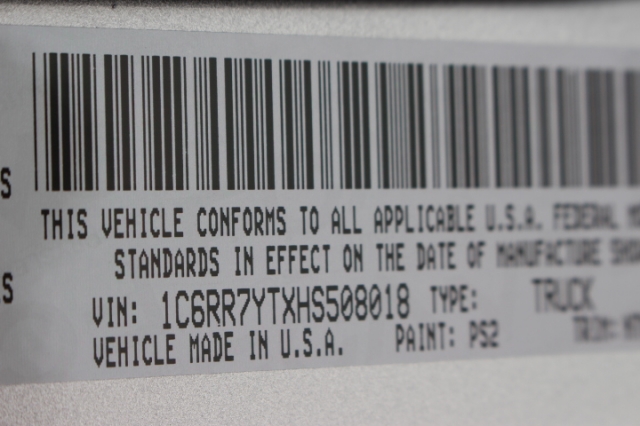 S
THIS VEHICLE CONFORMS TO ALL APPLICABLE U.S.A. FEDERAL
STANDARDS IN EFFECT ON THE DATE OF MANUFACTURE
S
VIN: 1C6RR7YTXHS508018 TYPE: TRUCK
VEHICLE MADE IN U.S.A. PAINT: PS2 TRIM: